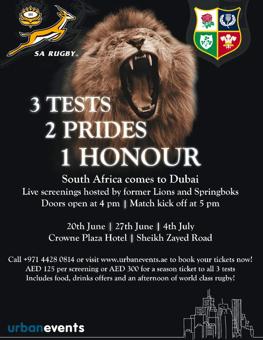 SA RUGBY
3 TESTS
2 PRIDES
1 HONOUR
South Africa comes to Dubai
Live screenings hosted by former Lions and Springboks
Doors open at 4 pm || Match kick off at 5 pm
20th June || 27th June || 4th July
Crowne Plaza Hotel || Sheikh Zayed Road
Call +971 4428 0814 or visit www.urbanevents.ae to book your tickets now!
AED 125 per screening or AED 300 for a season ticket to all 3 tests
Includes food, drinks offers and an afternoon of world class rugby!
urbanevents